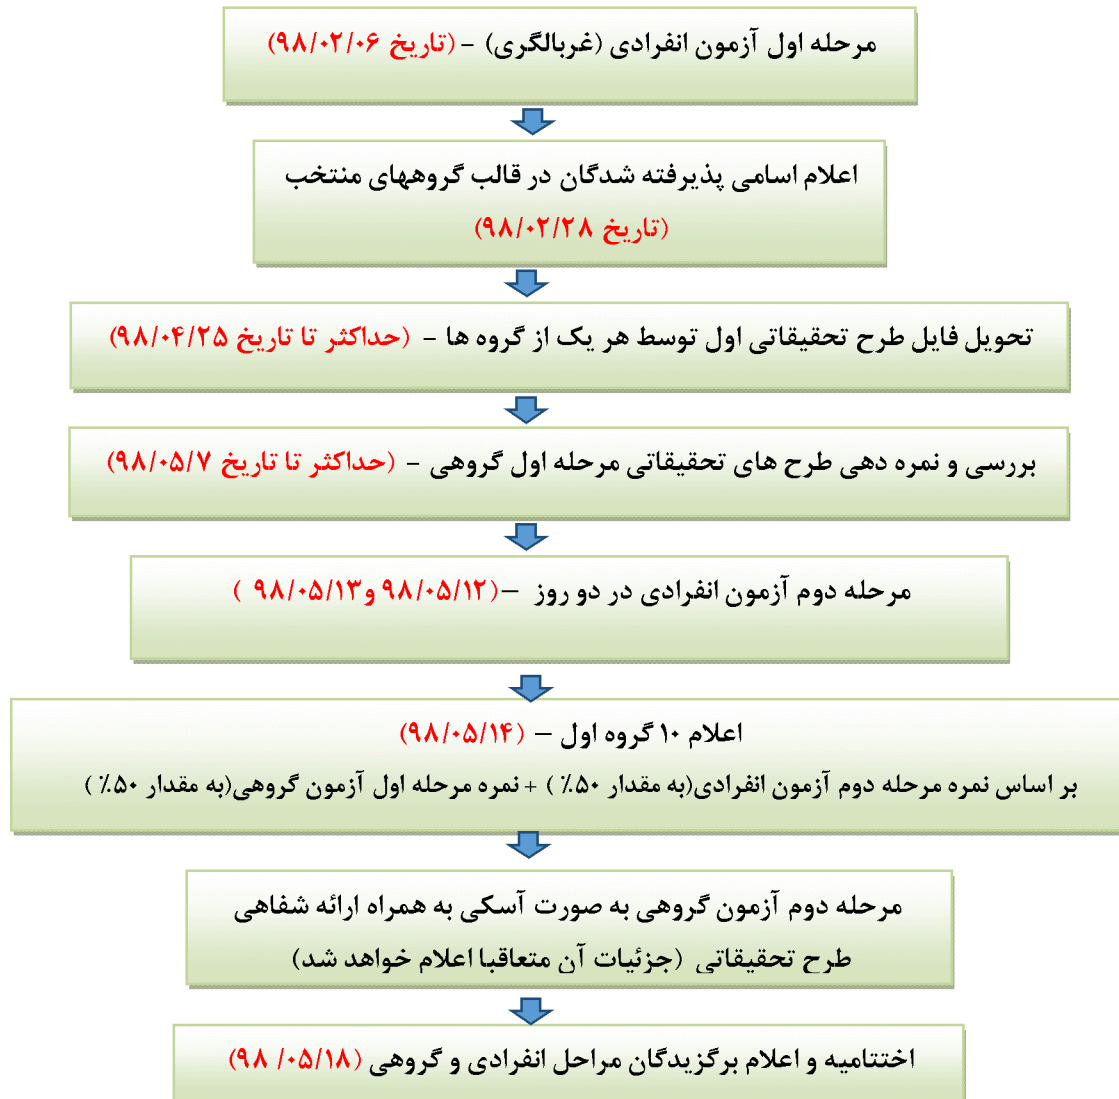 مرحله اول آزمون انفرادی (غربالگری) - (تاریخ ۹۸/۰۲/۰۶)
اعلام اسامی پذیرفته شدگان در قالب گروههای منتخب
(تاریخ ۹۸/۰۲/۲۸)
تحویل فایل طرح تحقیقاتی اول توسط هر یک از گروه ها - (حداکثر تا تاریخ ۹۸/۰۴/۲۵)
بررسی و نمره دهی طرح های تحقیقاتی مرحله اول گروهی - (حداکثر تا تاریخ ۹۸/۰۵/۷)
مرحله دوم آزمون انفرادی در دو روز –(۹۸/۰۵/۱۲ و۹۸/۰۵/۱۳ )
اعلام ۱۰ گروه اول – (۹۸/۰۵/۱۴)
بر اساس نمره مرحله دوم آزمون انفرادی(به مقدار ۵۰٪ ) + نمره مرحله اول آزمون گروهی(به مقدار ۵۰٪ )
مرحله دوم آزمون گروهی به صورت آسکی به همراه ارائه شفاهی
طرح تحقیقاتی (جزئیات آن متعاقبا اعلام خواهد شد)
اختتامیه و اعلام برگزیدگان مراحل انفرادی و گروهی (۹۸ /۰۵/۱۸)